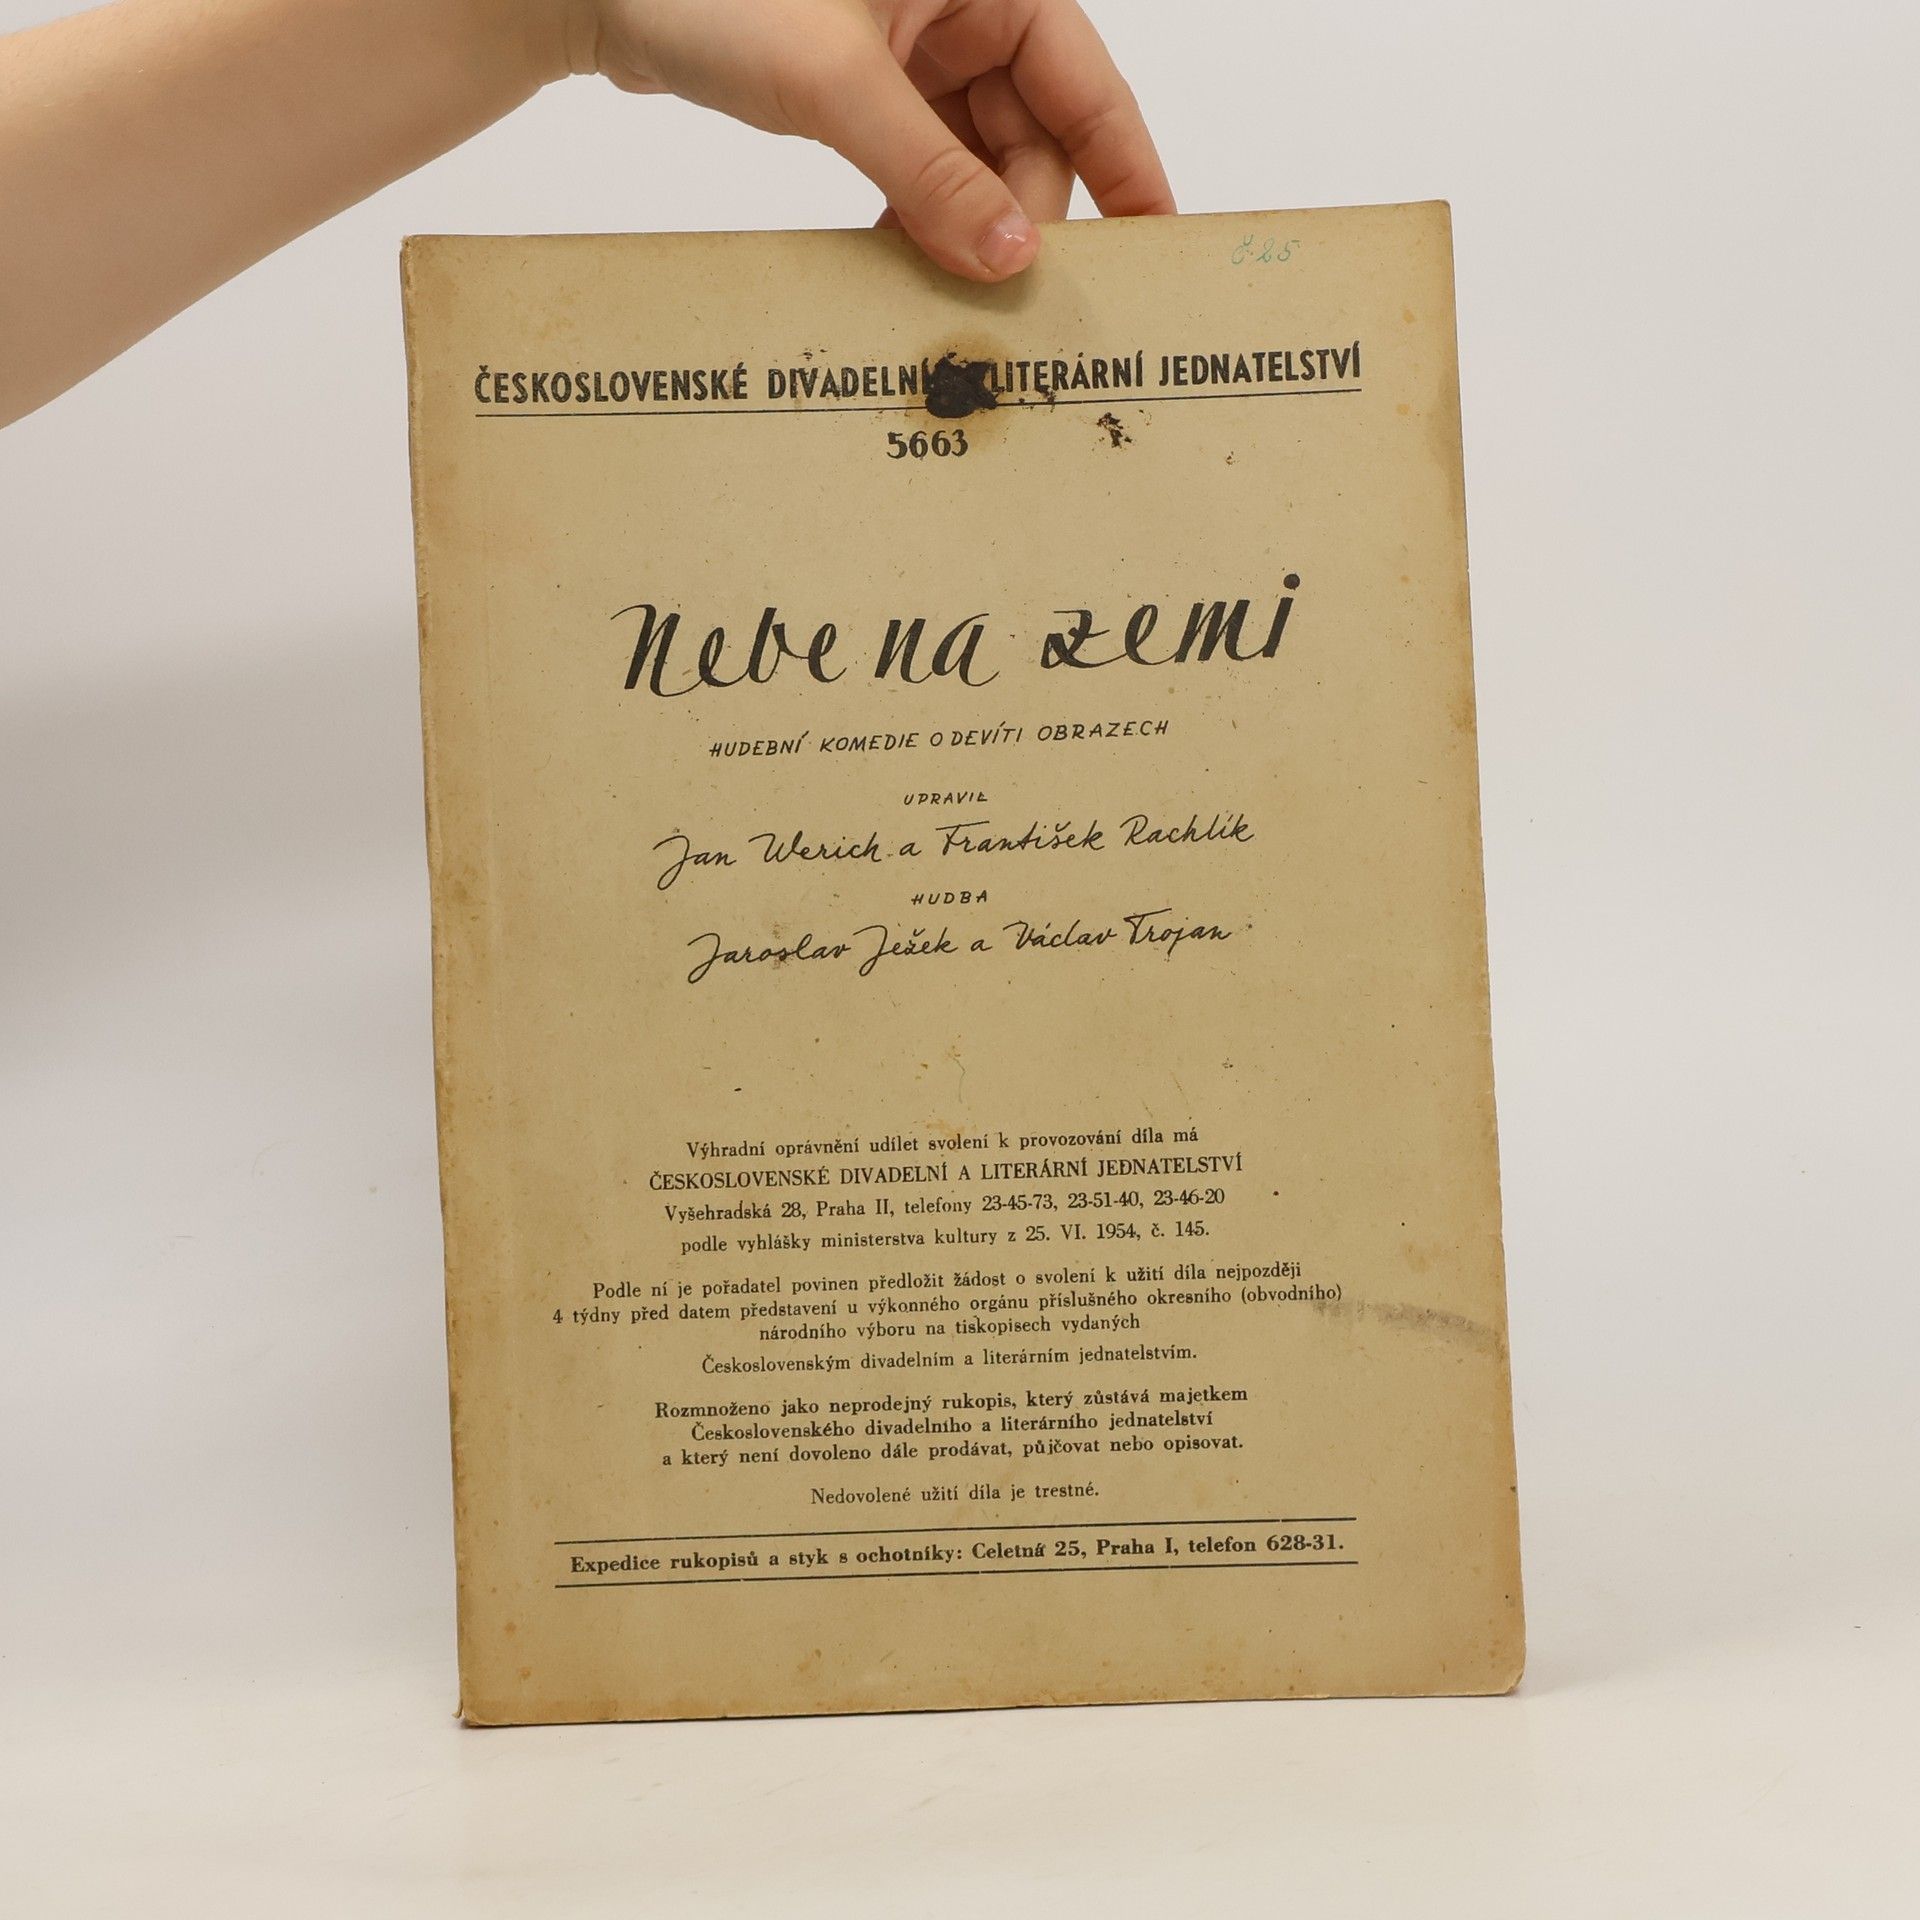 č. 25
ČESKOSLOVENSKÉ DIVADELNÍ LITERÁRNÍ JEDNATELSTVÍ
5663
Nebe na zemi
HUDEBNÍ KOMEDIE O DEVÍTI OBRAZECH
UPRAVIL
Jan Werich a František Rachlík
HUDBA
Jaroslav Ježek a Václav Trojan
Výhradní oprávnění udílet svolení k provozování díla má
ČESKOSLOVENSKÉ DIVADELNÍ A LITERÁRNÍ JEDNATELSTVÍ
Vyšehradská 28, Praha II, telefony 23-45-73, 23-51-40, 23-46-20
podle vyhlášky ministerstva kultury z 25. VI. 1954, č. 145.
Podle ní je pořadatel povinen předložit žádost o svolení k užití díla nejpozději
4 týdny před datem představení u výkonného orgánu příslušného okresního (obvodního)
národního výboru na tiskopisech vydaných
Československým divadelním a literárním jednatelstvím.
Rozmnoženo jako neprodejný rukopis, který zůstává majetkem
Československého divadelního a literárního jednatelství
a který není dovoleno dále prodávat, půjčovat nebo opisovat.
Nedovolené užití díla je trestné.
Expedice rukopisů a styk s ochotníky: Celetná 25, Praha I, telefon 628-31.